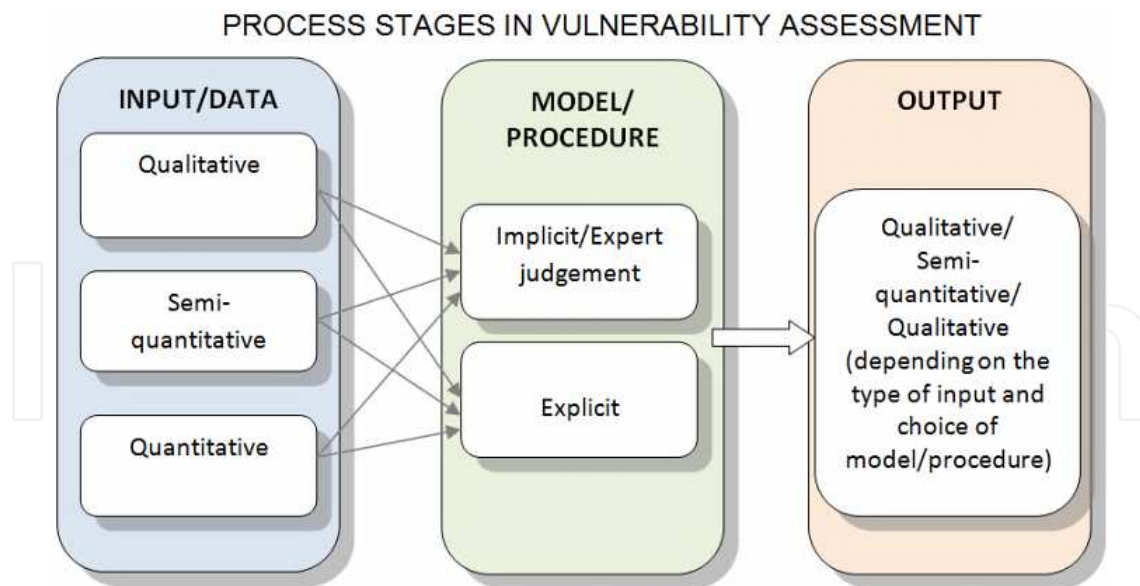 PROCESS STAGES IN VULNERABILITY ASSESSMENT
INPUT/DATA
Qualitative
Semi-
quantitative
Quantitative
MODEL/
PROCEDURE
Implicit/Expert
judgement
Explicit
OUTPUT
Qualitative/
Semi-
quantitative/
Qualitative
(depending on the
type of input and
choice of
model/procedure)